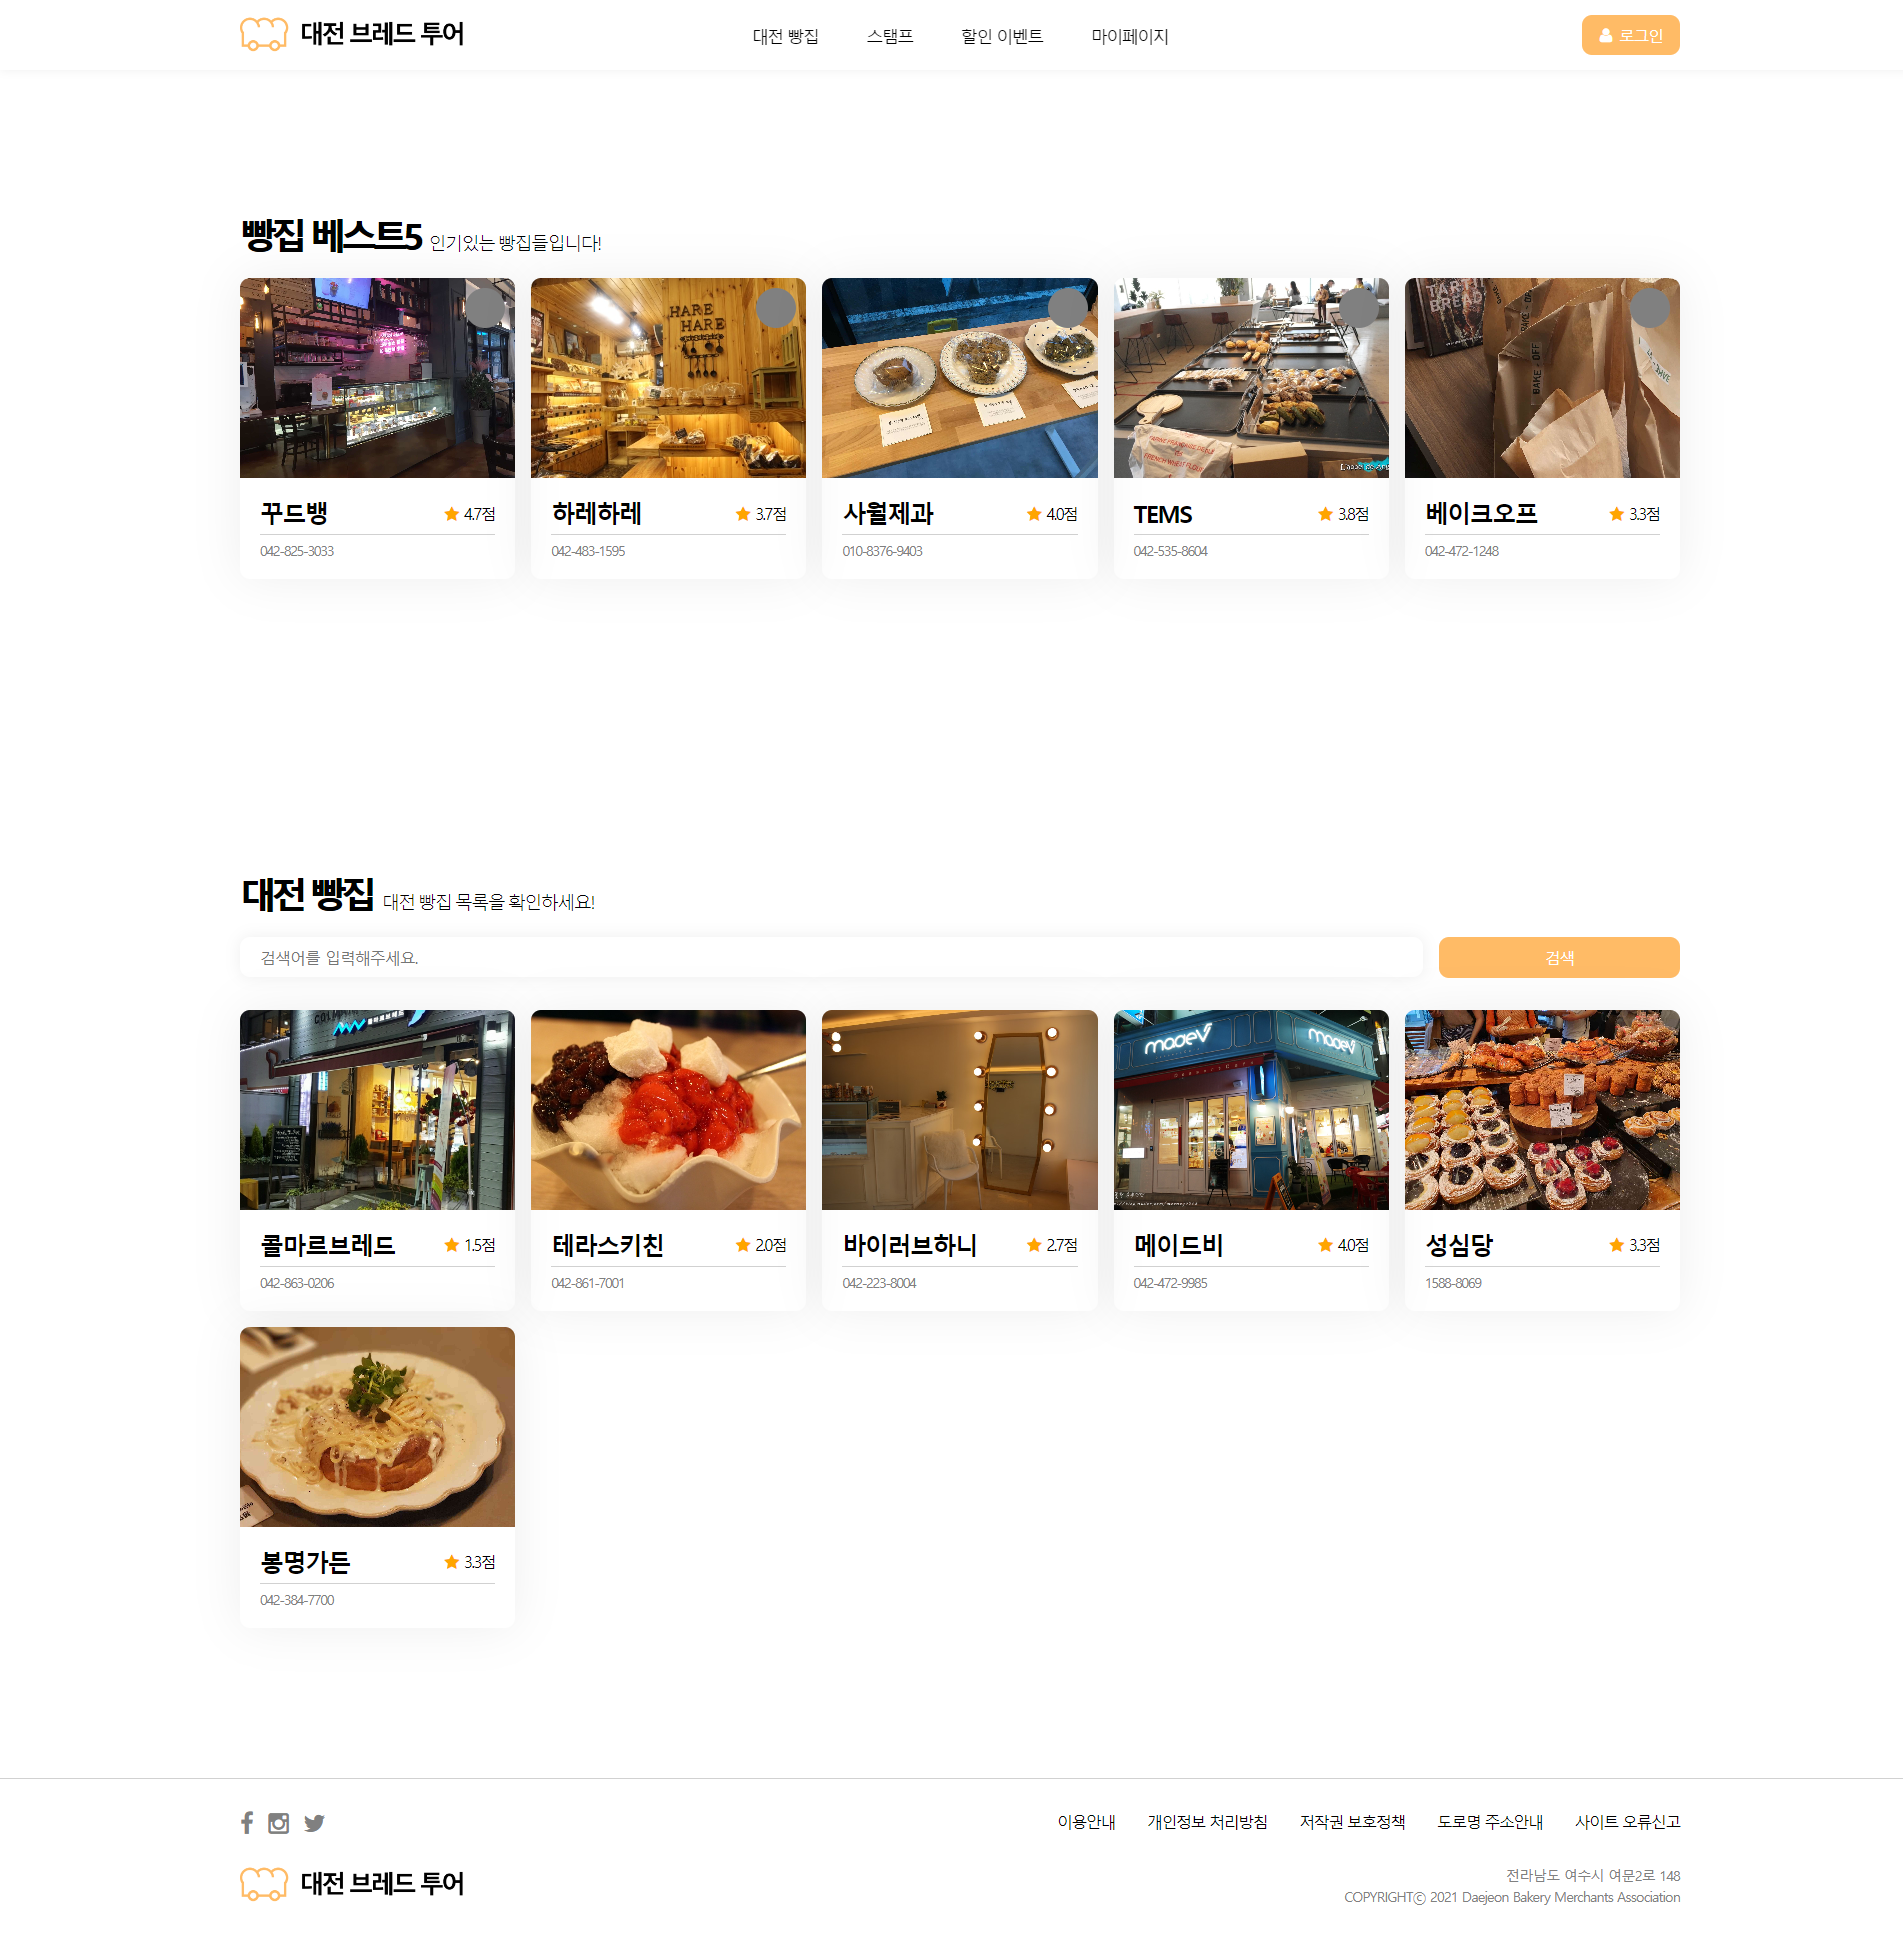 대전 브레드 투어
대전 빵집 스탬프 할인 이벤트 마이페이지
로그인
빵집 베스트5 인기있는 빵집들입니다!
HARE
HARE
TARTINE
BREAD
BAKE OFF
FRENCH WHEAT FLOUR
꾸드뱅 4.7점
042-825-3033
하레하레 3.7점
042-483-1595
사월제과 4.0점
010-8376-9403
TEMS 3.8점
042-535-8604
베이크오프 3.3점
042-472-1248
대전 빵집 대전 빵집 목록을 확인하세요!
검색어를 입력해주세요.
검색
madeV
madeV
콜마르브레드 1.5점
042-863-0206
테라스키친 2.0점
042-861-7001
바이러브하니 2.7점
042-223-8004
메이드비 4.0점
042-472-9985
성심당 3.3점
1588-8069
봉명가든 3.3점
042-384-7700
이용안내 개인정보 처리방침 저작권 보호정책 도로명 주소안내 사이트 오류신고
대전 브레드 투어
전라남도 여수시 여문2로 148
COPYRIGHTⓒ 2021 Daejeon Bakery Merchants Association